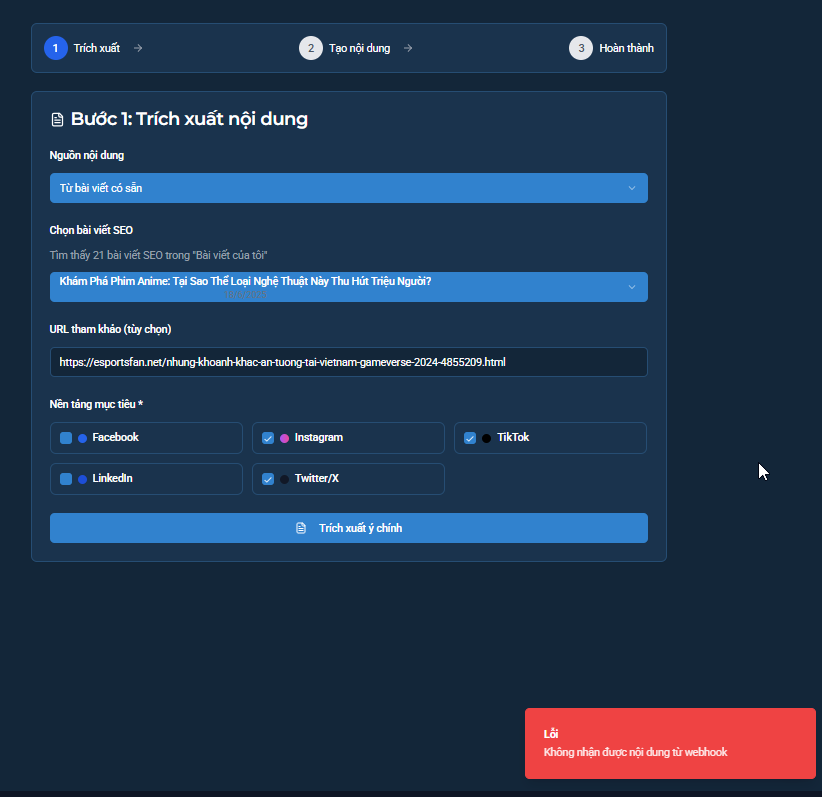 1 Trích xuất
2 Tạo nội dung
3 Hoàn thành
Bước 1: Trích xuất nội dung
Nguồn nội dung
Từ bài viết có sẵn
Chọn bài viết SEO
Tìm thấy 21 bài viết SEO trong "Bài viết của tôi"
Khám Phá Phim Anime: Tại Sao Thể Loại Nghệ Thuật Này Thu Hút Triệu Người?
URL tham khảo (tùy chọn)
https://esportsfan.net/nhung-khoanh-khac-an-tuong-tai-vietnam-gameverse-2024-4855209.html
Nền tảng mục tiêu *
Facebook
Instagram
TikTok
LinkedIn
Twitter/X
Trích xuất ý chính
Lỗi
Không nhận được nội dung từ webhook